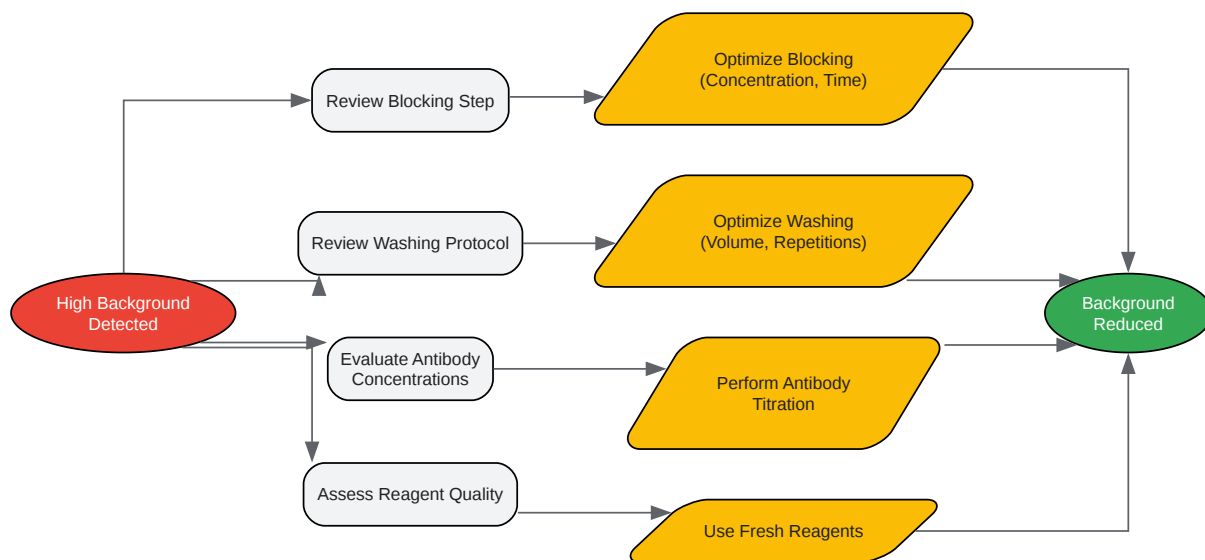 Optimize Blocking
(Concentration, Time)
Review Blocking Step
Optimize Washing
(Volume, Repetitions)
Review Washing Protocol
High Background
Detected
Background
Reduced
Evaluate Antibody
Concentrations
Perform Antibody
Titration
Assess Reagent Quality
Use Fresh Reagents